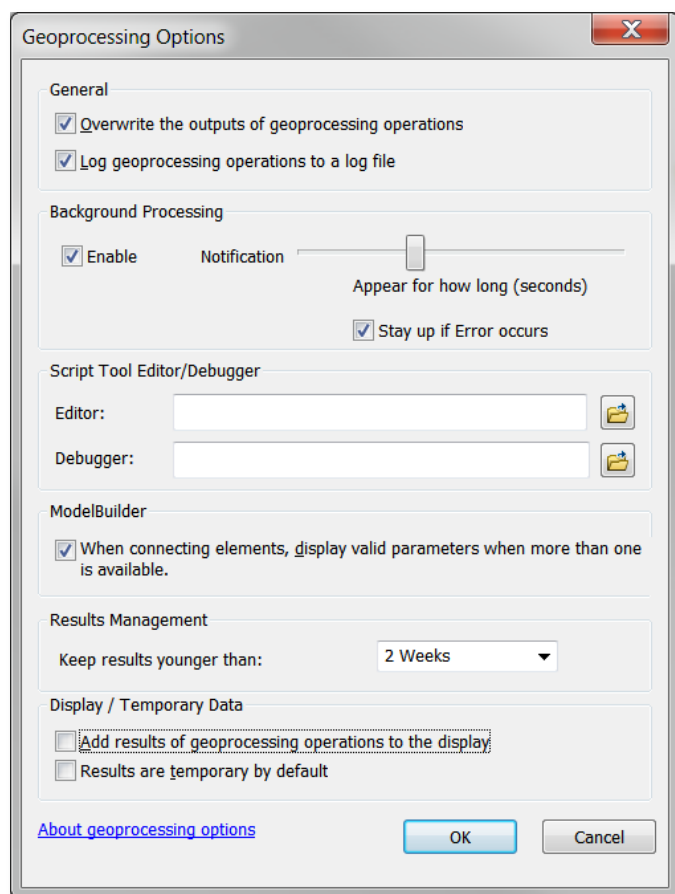 Geoprocessing Options
General
Overwrite the outputs of geoprocessing operations
Log geoprocessing operations to a log file
Background Processing
Enable Notification
Appear for how long (seconds)
Stay up if Error occurs
Script Tool Editor/Debugger
Editor:
Debugger:
ModelBuilder
When connecting elements, display valid parameters when more than one
is available.
Results Management
Keep results younger than: 2 Weeks
Display / Temporary Data
Add results of geoprocessing operations to the display
Results are temporary by default
About geoprocessing options OK Cancel